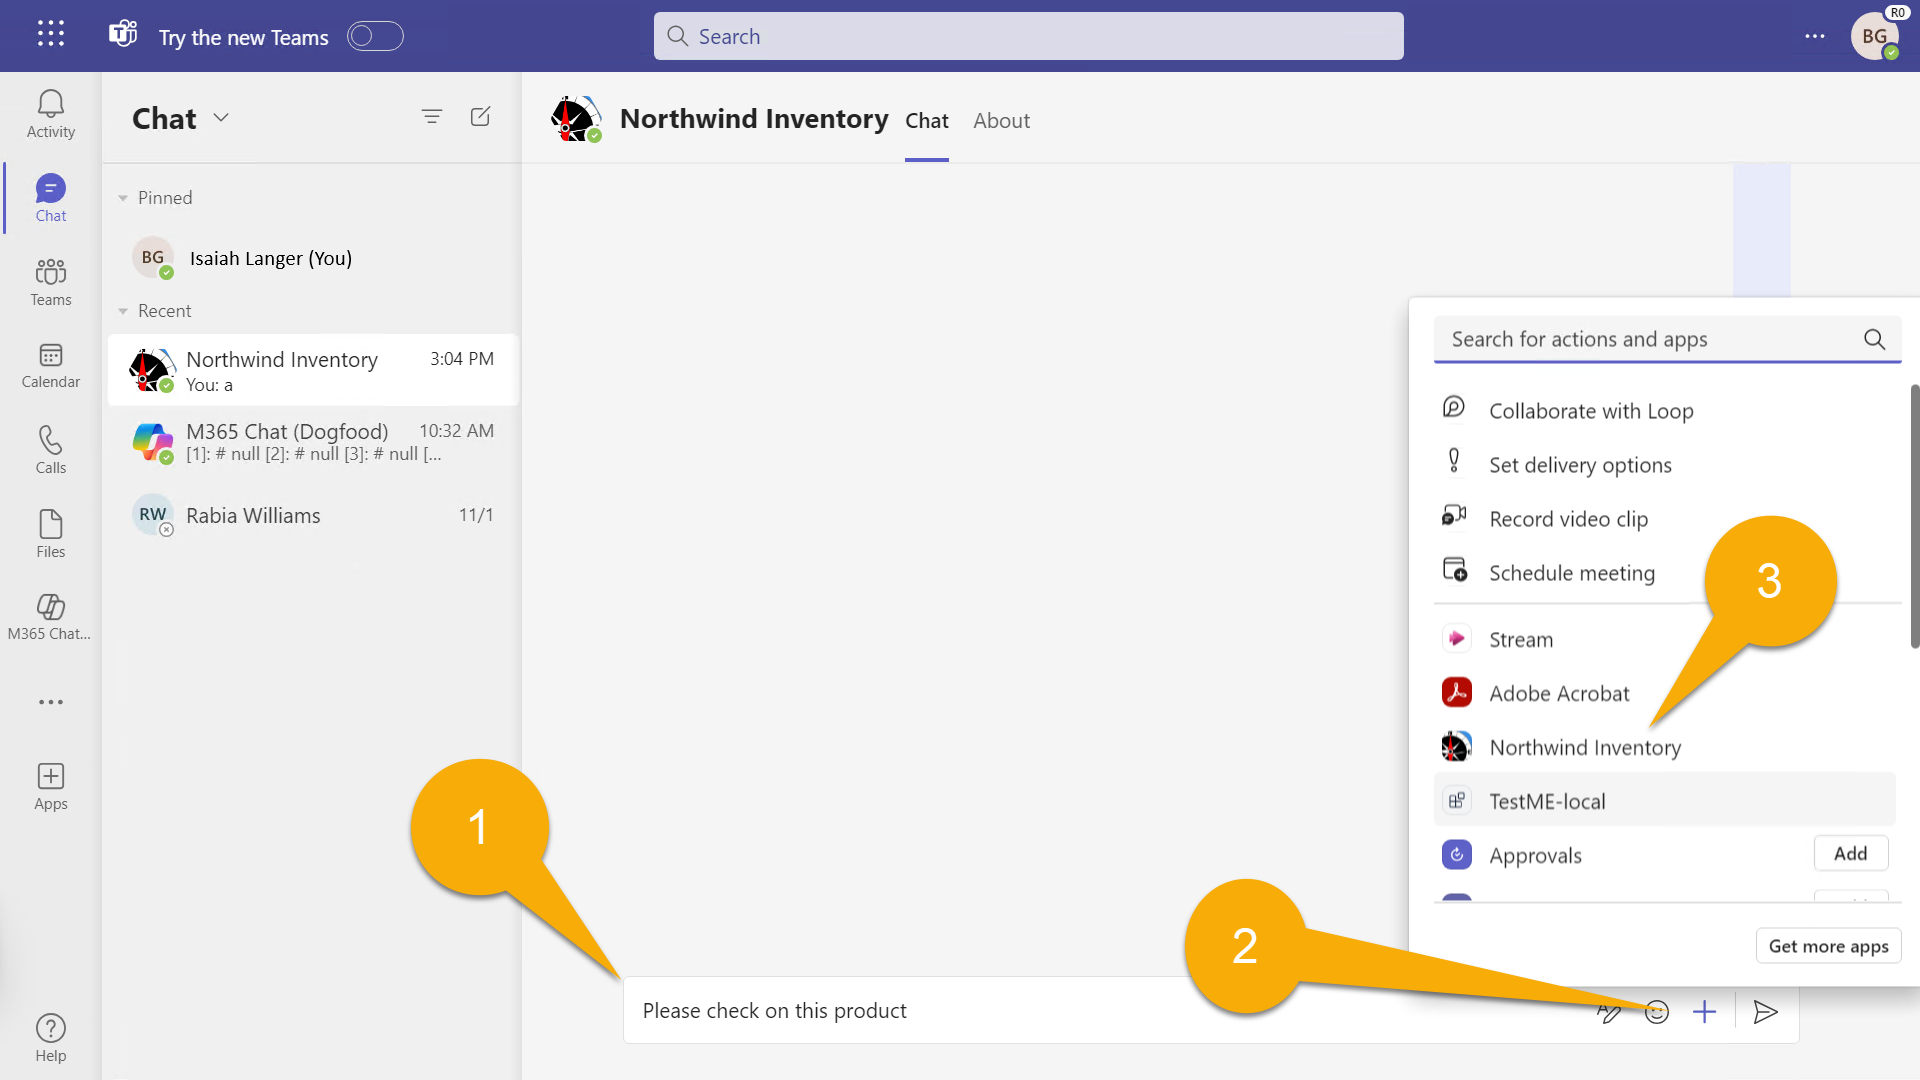 Try the new Teams
Search
R0
BG
Activity
Chat
Teams
Calendar
Calls
Files
M365 Chat...
Apps
Help
Chat
Pinned
BG
Isaiah Langer (You)
Recent
Northwind Inventory
3:04 PM
You: a
M365 Chat (Dogfood)
10:32 AM
[1]: # null [2]: # null [3]: # null [...
RW
Rabia Williams
11/1
Northwind Inventory
Chat
About
Search for actions and apps
Collaborate with Loop
Set delivery options
Record video clip
Schedule meeting
3
Stream
Adobe Acrobat
Northwind Inventory
TestME-local
Approvals
Add
Get more apps
1
2
Please check on this product